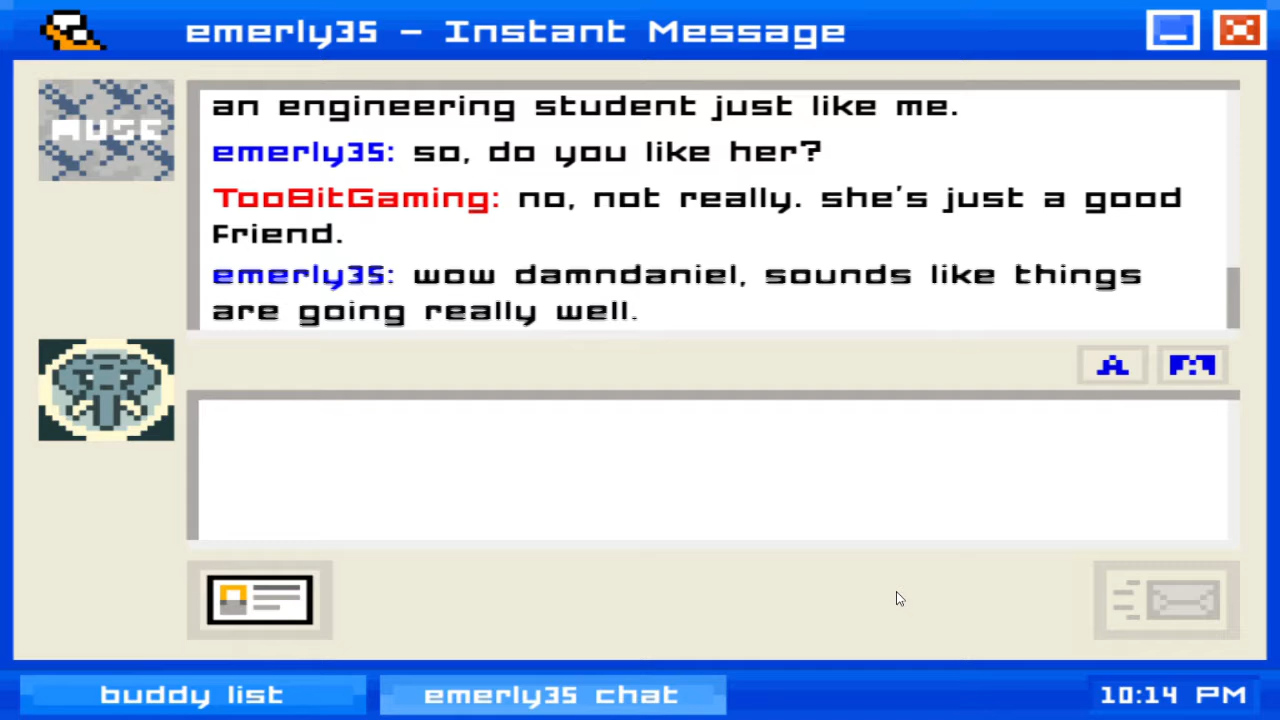 emerly35 - Instant Message
MUSE
an engineering student just like me.
emerly35: so, do you like her?
TooBitGaming: no, not really. she's just a good
friend.
emerly35: wow damndaniel, sounds like things
are going really well.
A
buddy list
emerly35 chat
10:14 PM